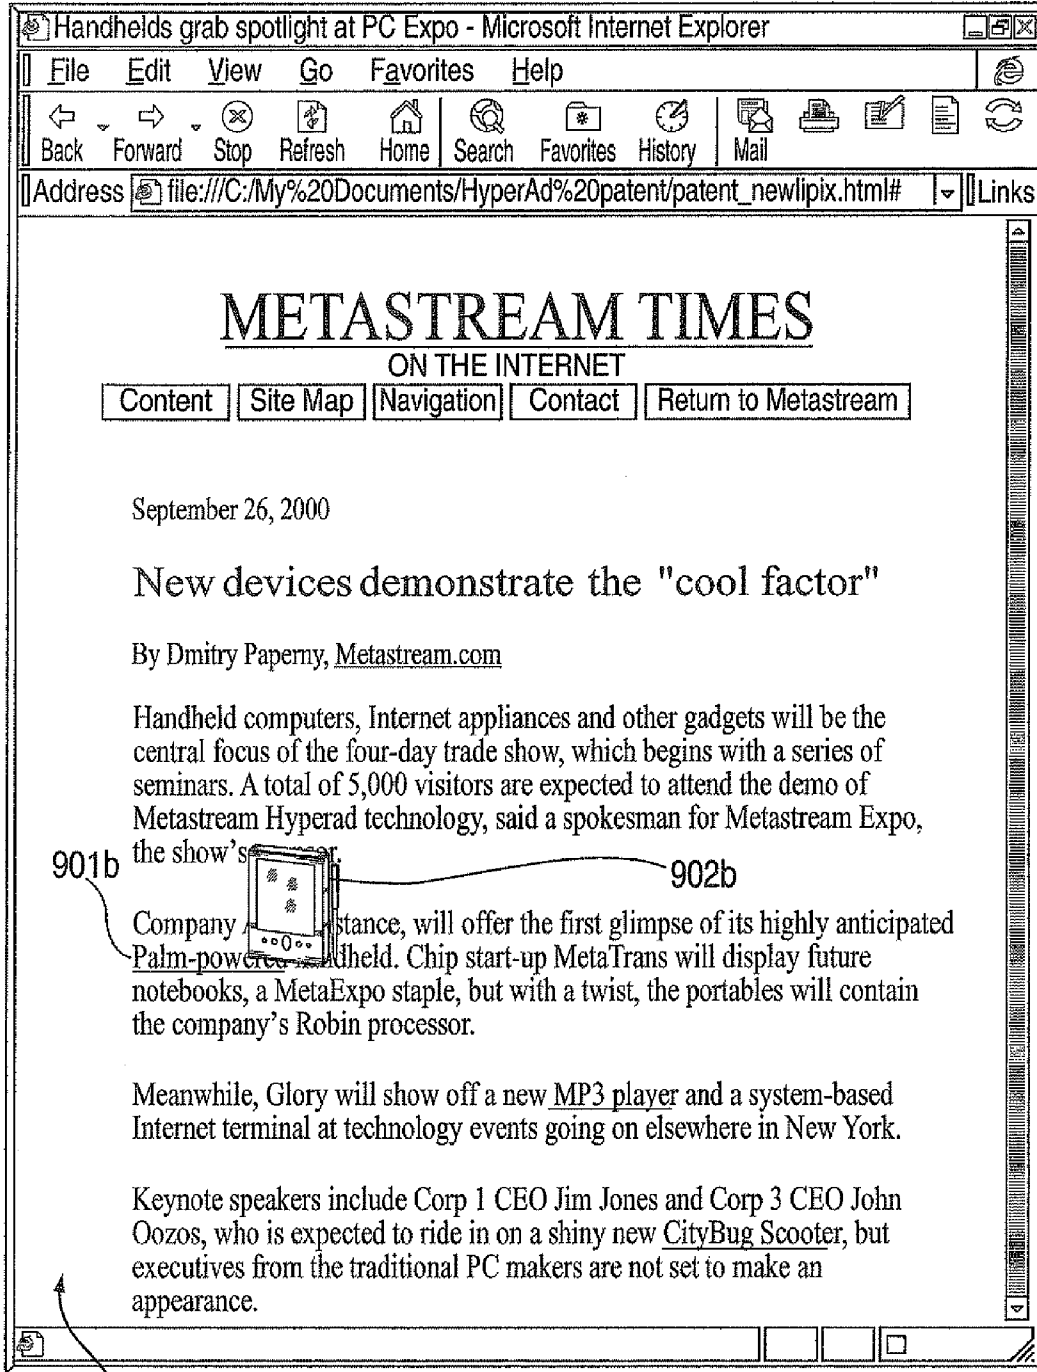 Handhelds grab spotlight at PC Expo - Microsoft Internet Explorer
File Edit View Go Favorites Help
Back Forward Stop Refresh Home Search Favorites History Mail
Address file:///C:/My%20Documents/HyperAd%20patent/patent_newlipix.html# Links
METASTREAM TIMES
ON THE INTERNET
Content Site Map Navigation Contact Return to Metastream
September 26, 2000
New devices demonstrate the "cool factor"
By Dmitry Paperny, Metastream.com
Handheld computers, Internet appliances and other gadgets will be the
central focus of the four-day trade show, which begins with a series of
seminars. A total of 5,000 visitors are expected to attend the demo of
Metastream Hyperad technology, said a spokesman for Metastream Expo,
the show's
901b
902b
Company stance, will offer the first glimpse of its highly anticipated
Palm-powered dheld. Chip start-up MetaTrans will display future
notebooks, a MetaExpo staple, but with a twist, the portables will contain
the company's Robin processor.
Meanwhile, Glory will show off a new MP3 player and a system-based
Internet terminal at technology events going on elsewhere in New York.
Keynote speakers include Corp 1 CEO Jim Jones and Corp 3 CEO John
Oozos, who is expected to ride in on a shiny new CityBug Scooter, but
executives from the traditional PC makers are not set to make an
appearance.